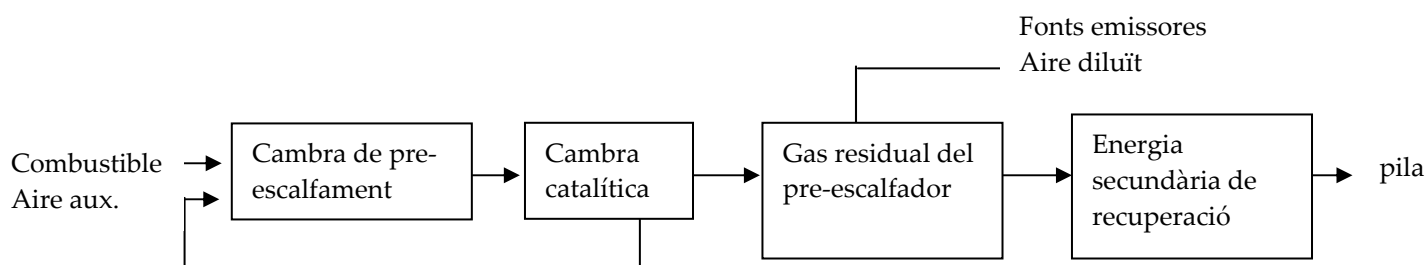 Fonts emissores
Aire diluït
Combustible
Aire aux.
Cambra de pre-
escalfament
Cambra
catalítica
Gas residual del
pre-escalfador
Energia
secundària de
recuperació
pila